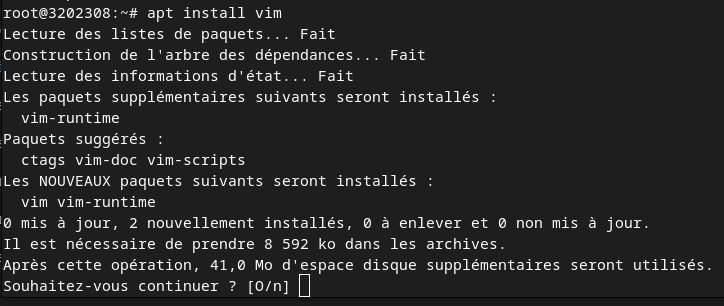 root@3202308:~# apt install vim
Lecture des listes de paquets... Fait
Construction de l'arbre des dépendances... Fait
Lecture des informations d'état... Fait
Les paquets supplémentaires suivants seront installés :
  vim-runtime
Paquets suggérés :
  ctags vim-doc vim-scripts
Les NOUVEAUX paquets suivants seront installés :
  vim vim-runtime
0 mis à jour, 2 nouvellement installés, 0 à enlever et 0 non mis à jour.
Il est nécessaire de prendre 8 592 ko dans les archives.
Après cette opération, 41,0 Mo d'espace disque supplémentaires seront utilisés.
Souhaitez-vous continuer ? [O/n]